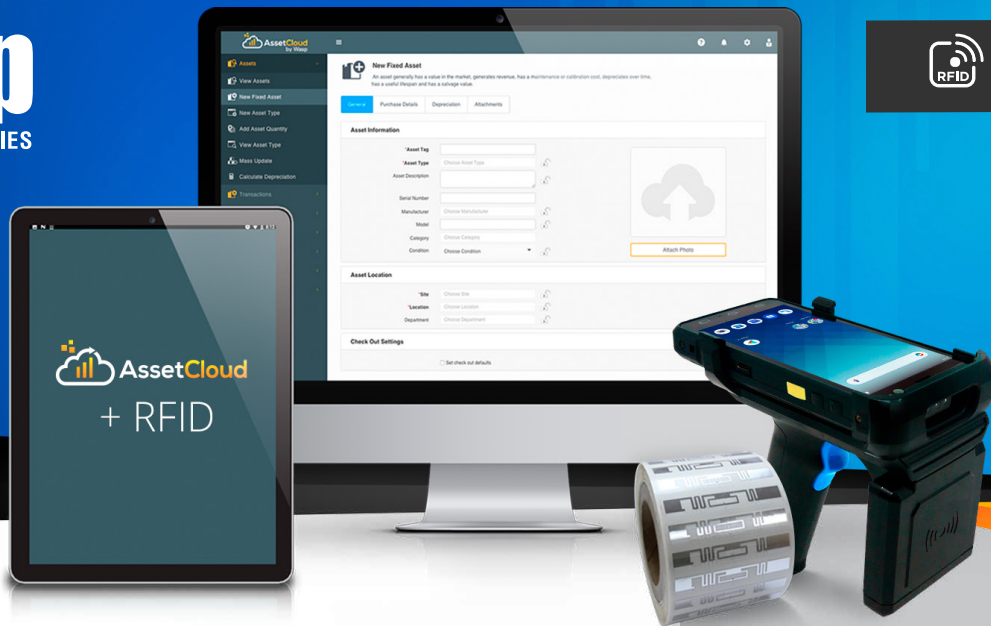 p
IES
RFID
AssetCloud
by Wasp
Assets
View Assets
New Fixed Asset
New Asset Type
Add Asset Quantity
View Asset Type
Mass Update
Calculate Depreciation
Transactions
New Fixed Asset
An asset generally has a value in the market, generates revenue, has a maintenance or calibration cost, depreciates over time,
has a useful lifespan and has a salvage value.
General Purchase Details Depreciation Attachments
Asset Information
*Asset Tag
*Asset Type Choose Asset Type
Asset Description
Serial Number
Manufacturer Choose Manufacturer
Model
Category Choose Category
Condition Choose Condition
Attach Photo
Asset Location
*Site Choose Site
*Location Choose Location
Department Choose Department
Check Out Settings
Set check out defaults
AssetCloud
+ RFID